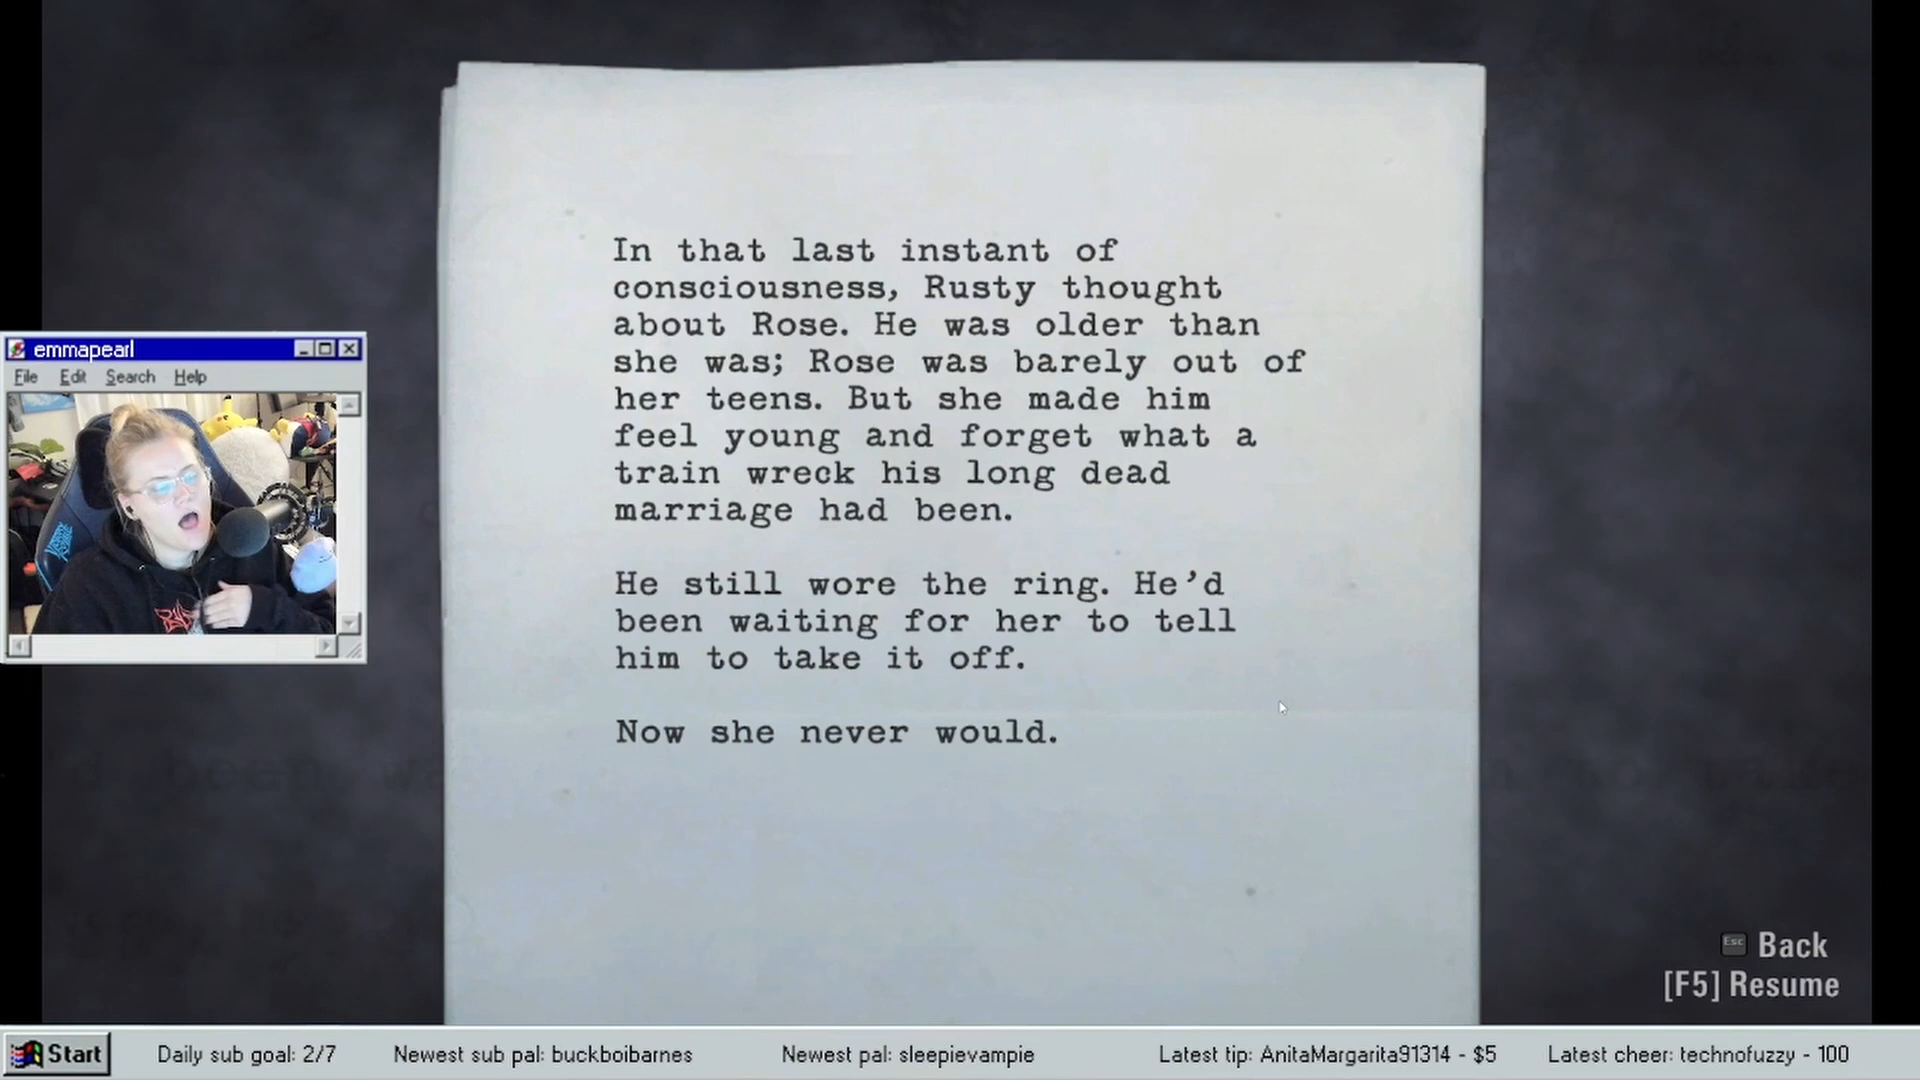 In that last instant of
consciousness, Rusty thought
about Rose. He was older than
she was; Rose was barely out of
her teens. But she made him
feel young and forget what a
train wreck his long dead
marriage had been.
He still wore the ring. He'd
been waiting for her to tell
him to take it off.
Now she never would.
emmapearl
File Edit Search Help
Esc Back
[F5] Resume
Start
Daily sub goal: 2/7
Newest sub pal: buckboibarnes
Newest pal: sleepievampie
Latest tip: AnitaMargarita91314 - $5
Latest cheer: technofuzzy - 100